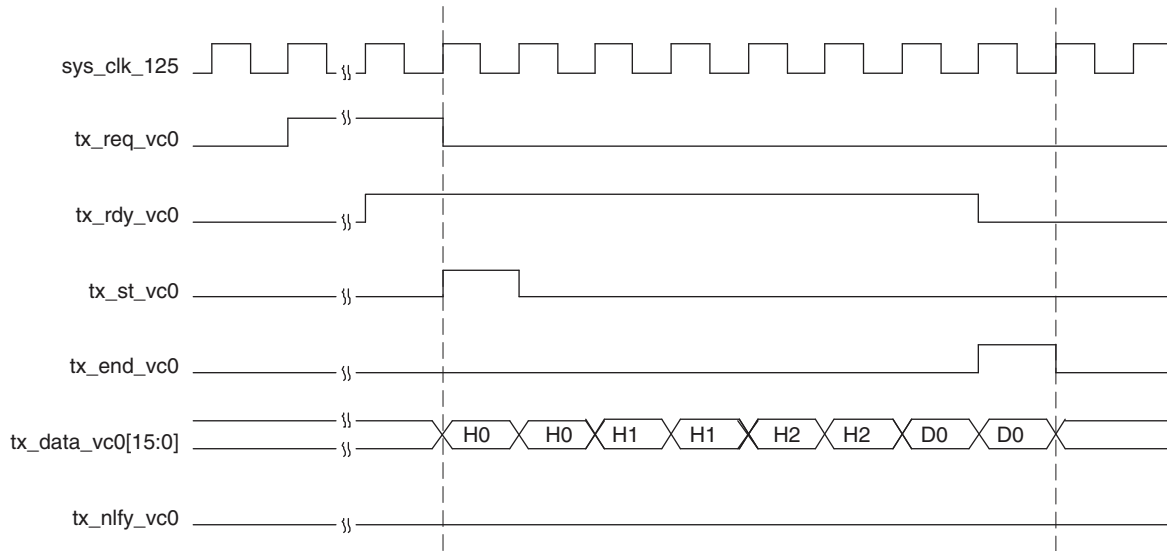 sys_clk_125
tx_req_vc0
tx_rdy_vc0
tx_st_vc0
tx_end_vc0
tx_data_vc0[15:0] H0 H0 H1 H1 H2 H2 D0 D0
tx_nlfy_vc0